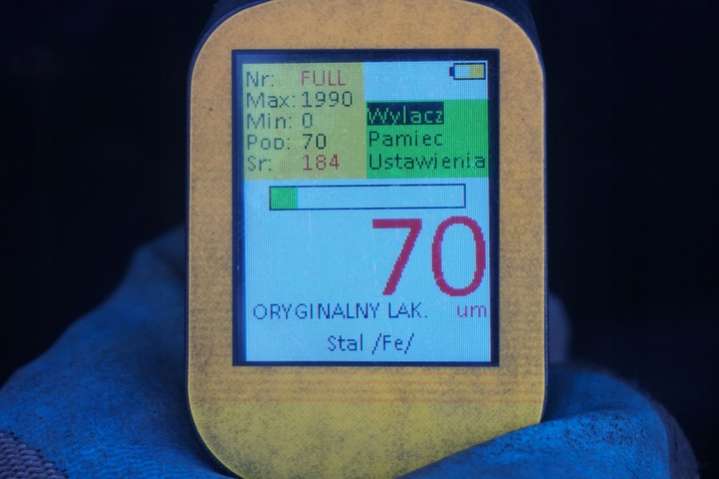 Nr: FULL
Max: 1990
Min: 0
Pop: 70
Sr: 184
Wylacz
Pamiec
Ustawienia
70
ORYGINALNY LAK. um
Stal /Fe/